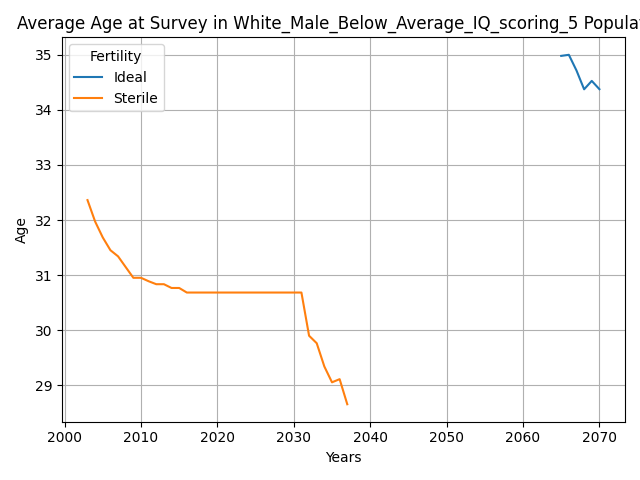 Average Age at Survey in White_Male_Below_Average_IQ_scoring_5 Populat
Fertility
Ideal
Sterile
35
34
33
32
31
30
29
Age
2000 2010 2020 2030 2040 2050 2060 2070
Years